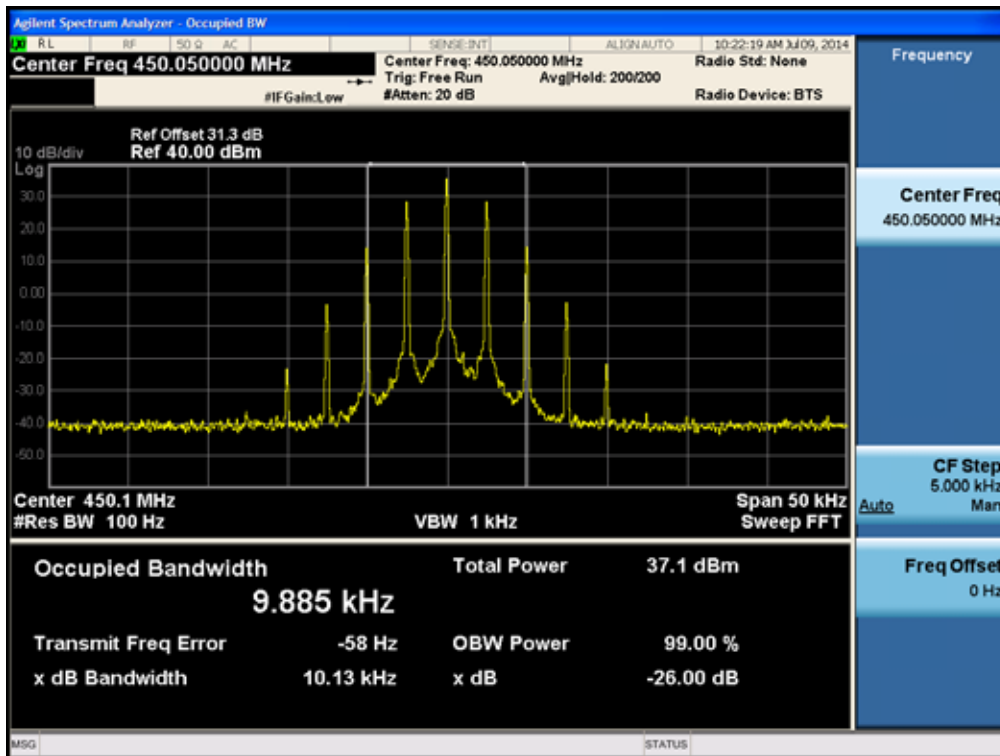 Agilent Spectrum Analyzer - Occupied BW
RL RF 50 Ω AC SENSE:INT ALIGN AUTO 10:22:19 AM Jul 09, 2014
Center Freq 450.050000 MHz
Center Freq: 450.050000 MHz
Radio Std: None
Trig: Free Run Avg|Hold: 200/200
#IFGain:Low
#Atten: 20 dB
Radio Device: BTS
Ref Offset 31.3 dB
10 dB/div Ref 40.00 dBm
Log
30.0
20.0
10.0
0.00
-10.0
-20.0
-30.0
-40.0
-50.0
Center 450.1 MHz Span 50 kHz
#Res BW 100 Hz VBW 1 kHz Sweep FFT
Occupied Bandwidth Total Power 37.1 dBm
9.885 kHz
Transmit Freq Error -58 Hz OBW Power 99.00 %
x dB Bandwidth 10.13 kHz x dB -26.00 dB
MSG STATUS
Frequency
Center Freq
450.050000 MHz
CF Step
5.000 kHz
Auto Man
Freq Offset
0 Hz